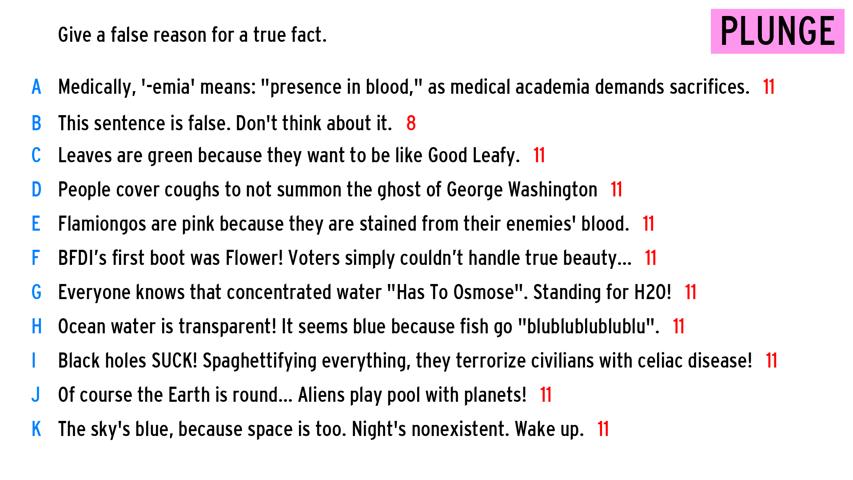 Give a false reason for a true fact.
PLUNGE
A Medically, '-emia' means: "presence in blood," as medical academia demands sacrifices. 11
B This sentence is false. Don't think about it. 8
C Leaves are green because they want to be like Good Leafy. 11
D People cover coughs to not summon the ghost of George Washington 11
E Flamiongos are pink because they are stained from their enemies' blood. 11
F BFDI’s first boot was Flower! Voters simply couldn’t handle true beauty... 11
G Everyone knows that concentrated water "Has To Osmose". Standing for H2O! 11
H Ocean water is transparent! It seems blue because fish go "blublublublublu". 11
I Black holes SUCK! Spaghettifying everything, they terrorize civilians with celiac disease! 11
J Of course the Earth is round... Aliens play pool with planets! 11
K The sky's blue, because space is too. Night's nonexistent. Wake up. 11